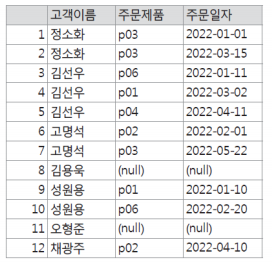 고객이름 주문제품 주문일자
1 정소화 p03 2022-01-01
2 정소화 p03 2022-03-15
3 김선우 p06 2022-01-11
4 김선우 p01 2022-03-02
5 김선우 p04 2022-04-11
6 고명석 p02 2022-02-01
7 고명석 p03 2022-05-22
8 김용욱 (null) (null)
9 성원용 p01 2022-01-10
10 성원용 p06 2022-02-20
11 오형준 (null) (null)
12 채광주 p02 2022-04-10